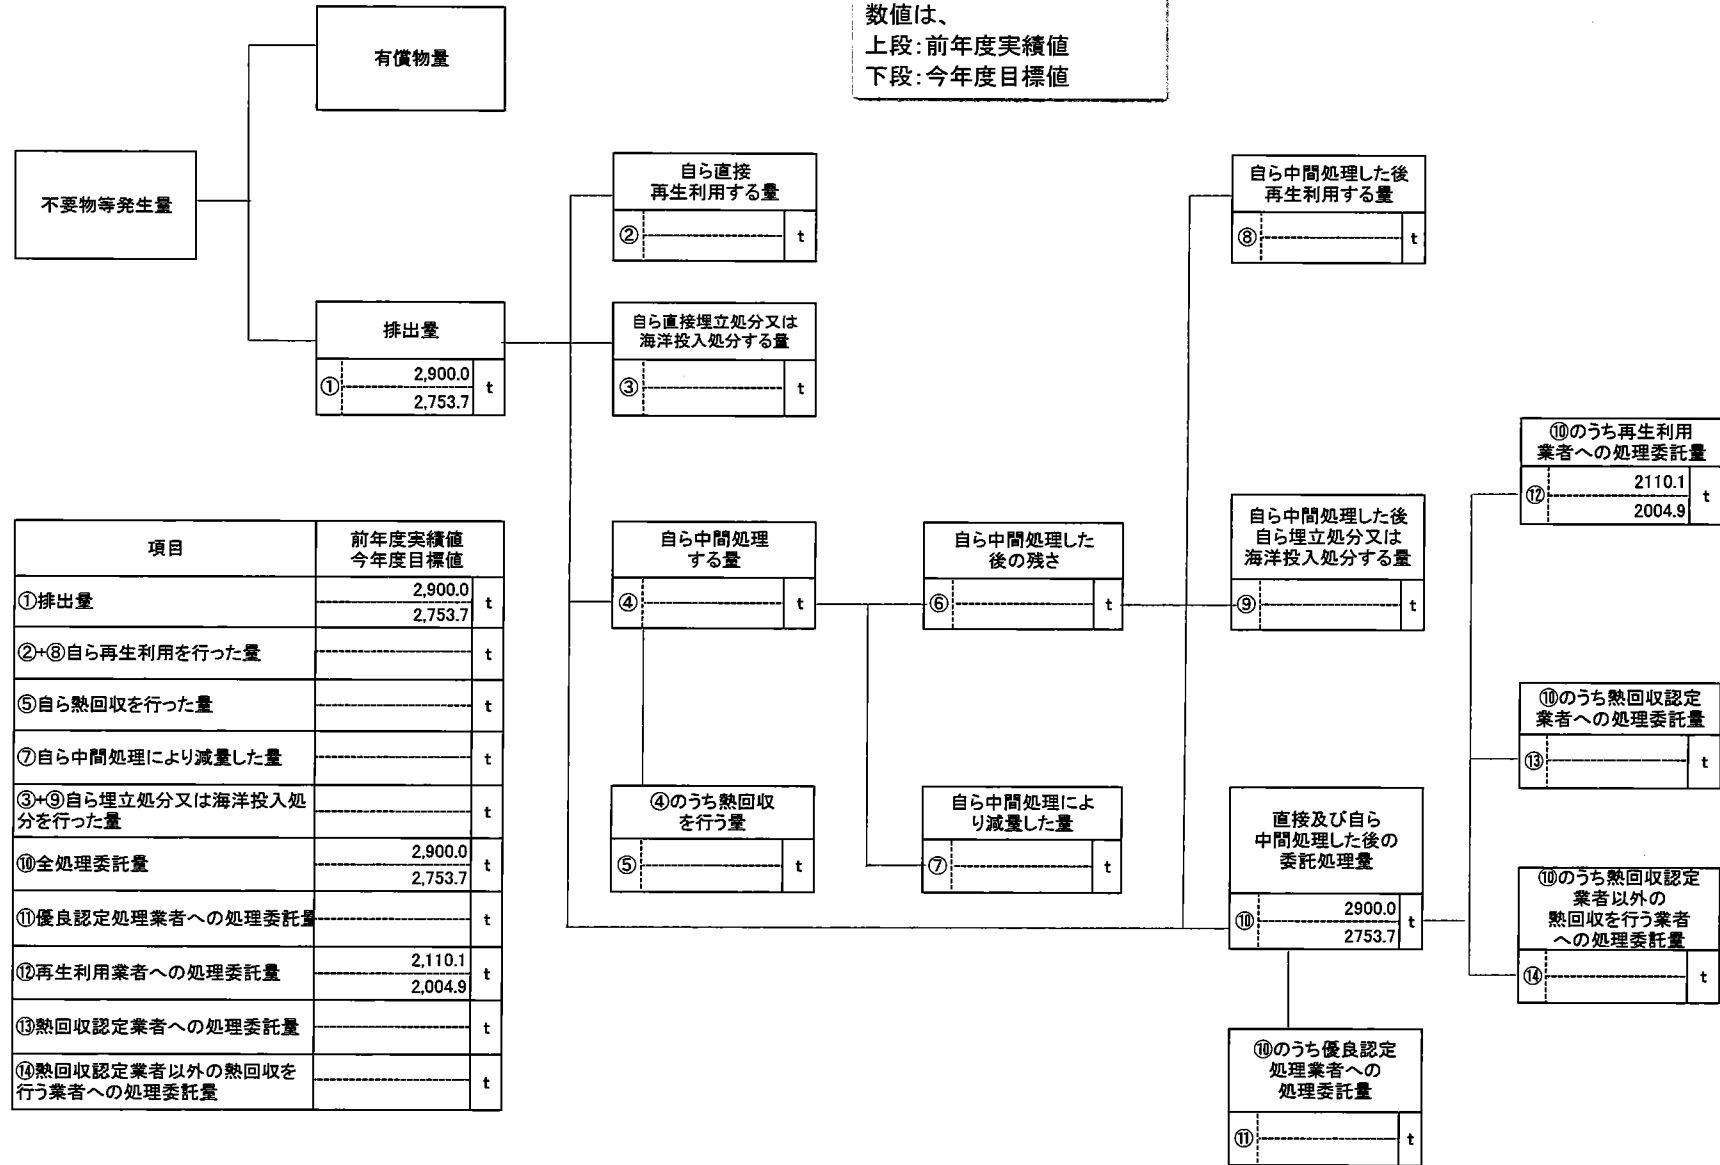 数値は、
上段:前年度実績値
下段:今年度目標値
有償物量
不要物等発生量
排出量
① 2,900.0 t
2,753.7
自ら直接
再生利用する量
② t
自ら直接埋立処分又は
海洋投入処分する量
③ t
自ら中間処理した後
再生利用する量
⑧ t
自ら中間処理
する量
④ t
自ら中間処理した
後の残さ
⑥ t
自ら中間処理した後
自ら埋立処分又は
海洋投入処分する量
⑨ t
④のうち熱回収
を行う量
⑤ t
自ら中間処理によ
り減量した量
⑦ t
直接及び自ら
中間処理した後の
委託処理量
⑩ 2900.0 t
2753.7
⑩のうち優良認定
処理業者への
処理委託量
⑪ t
⑩のうち再生利用
業者への処理委託量
⑫ 2110.1 t
2004.9
⑩のうち熱回収認定
業者への処理委託量
⑬ t
⑩のうち熱回収認定
業者以外の
熱回収を行う業者
への処理委託量
⑭ t
項目 前年度実績値
今年度目標値
①排出量 2,900.0 t
2,753.7
②+⑧自ら再生利用を行った量 t
⑤自ら熱回収を行った量 t
⑦自ら中間処理により減量した量 t
③+⑨自ら埋立処分又は海洋投入処
分を行った量 t
⑩全処理委託量 2,900.0 t
2,753.7
⑪優良認定処理業者への処理委託量 t
⑫再生利用業者への処理委託量 2,110.1 t
2,004.9
⑬熱回収認定業者への処理委託量 t
⑭熱回収認定業者以外の熱回収を
行う業者への処理委託量 t